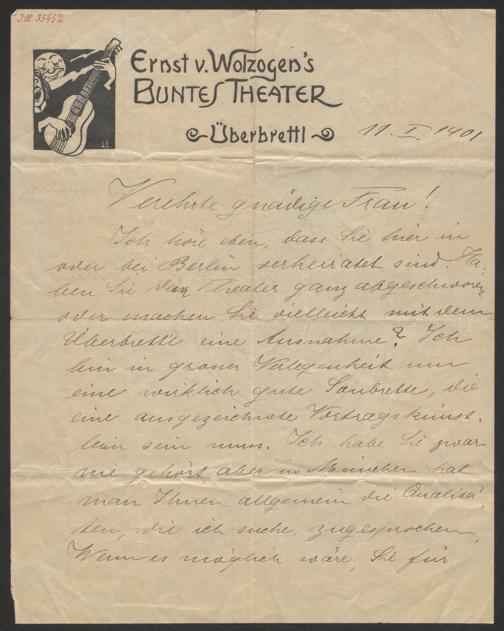 I.N. 35452
Ernst v. Wolzogen's
BUNTES THEATER
Überbrettl
11. I. 1901
Verehrte gnädige Frau!
Ich höre eben, dass Sie hier in
oder bei Berlin verheiratet sind. Ha-
ben Sie dem Theater ganz abgeschworen
oder machen Sie vielleicht mit dem
Überbrettl eine Ausnahme? Ich
bin in grosser Verlegenheit um
eine wirklich gute Soubrette, die
eine ausgezeichnete Vortragskünst-
lerin sein muss. Ich habe Sie zwar
nie gehört, aber in München hat
man Ihnen allgemein die Qualitä-
ten, die ich suche, zugesprochen.
Wenn es möglich wäre, Sie für